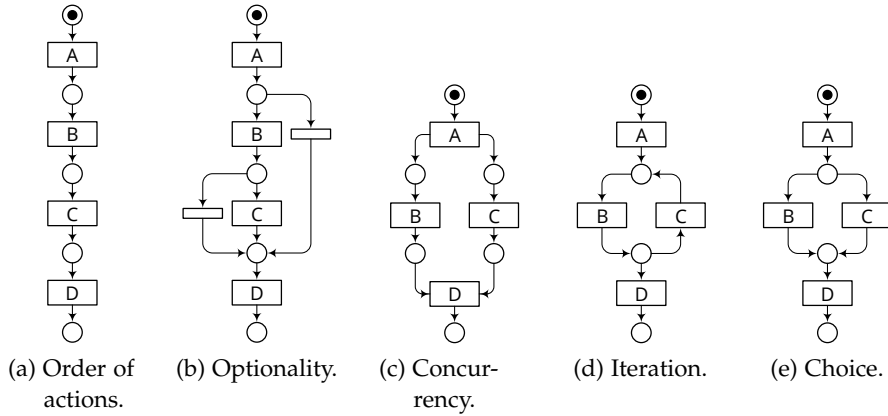 A
B
C
D
(a) Order of
actions.
A
B
C
D
(b) Optionality.
A
B
C
D
(c) Concur-
rency.
A
B
C
D
(d) Iteration.
A
B
C
D
(e) Choice.